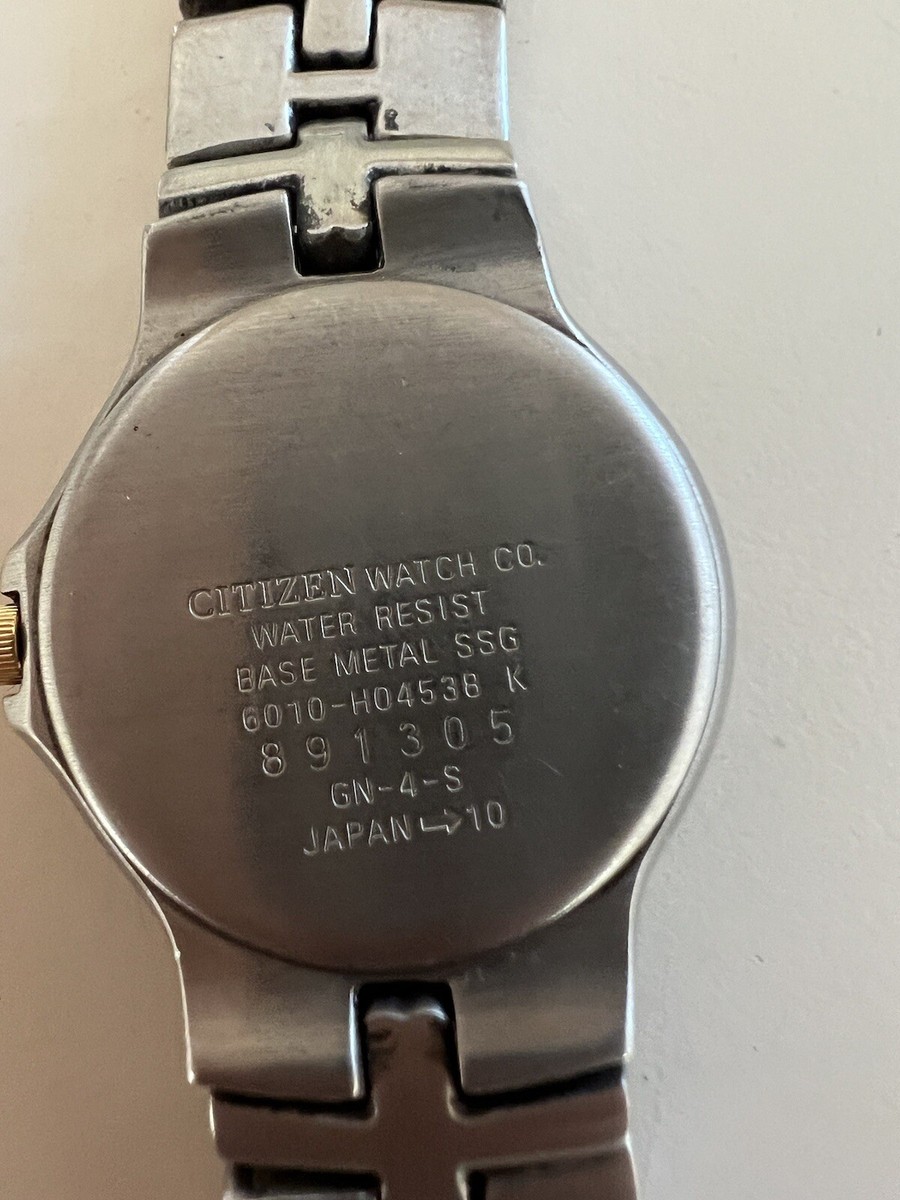 CITIZEN WATCH CO.
WATER RESIST
BASE METAL SSG
6010-H04538 K
891305
GN-4-S
JAPAN↪10